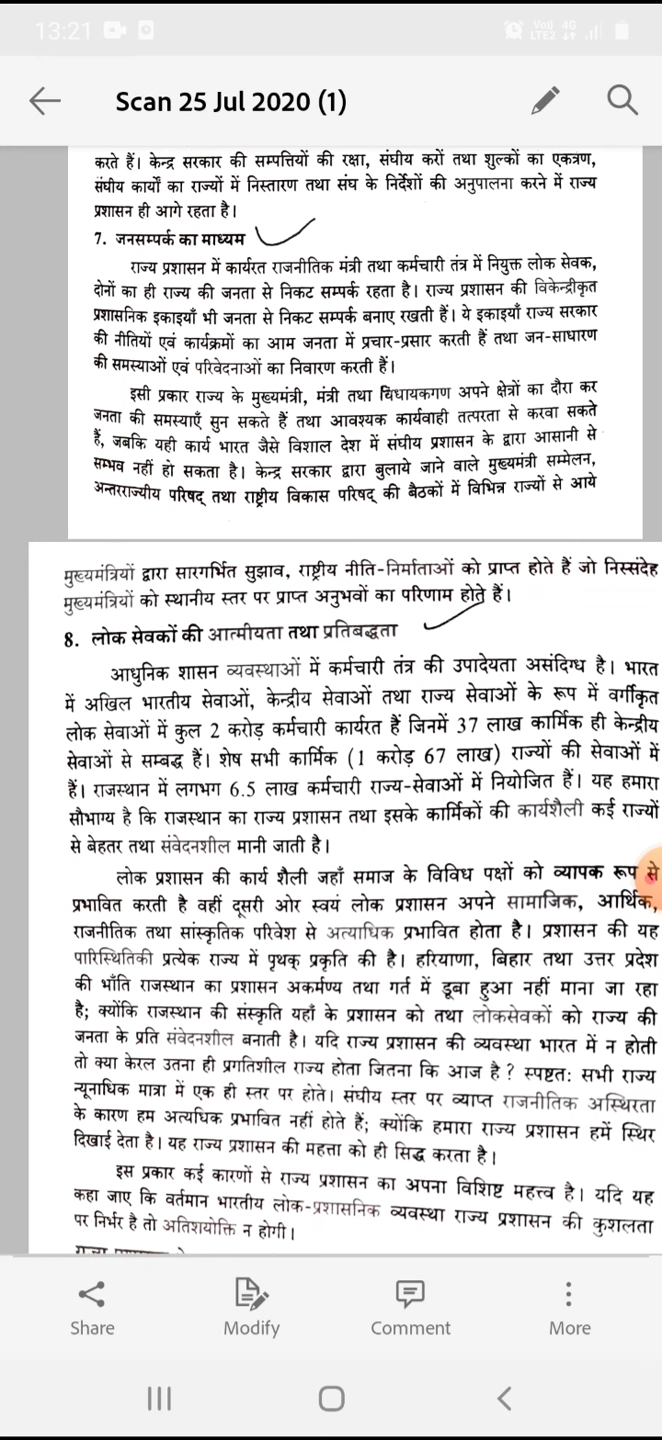 13:21
Vo)) 4G
LTE2
Scan 25 Jul 2020 (1)
करते हैं। केन्द्र सरकार की सम्पत्तियों की रक्षा, संघीय करों तथा शुल्कों का एकत्रण,
संघीय कार्यों का राज्यों में निस्तारण तथा संघ के निर्देशों की अनुपालना करने में राज्य
प्रशासन ही आगे रहता है।
7. जनसम्पर्क का माध्यम
राज्य प्रशासन में कार्यरत राजनीतिक मंत्री तथा कर्मचारी तंत्र में नियुक्त लोक सेवक,
दोनों का ही राज्य की जनता से निकट सम्पर्क रहता है। राज्य प्रशासन की विकेन्द्रीकृत
प्रशासनिक इकाइयाँ भी जनता से निकट सम्पर्क बनाए रखती हैं। ये इकाइयाँ राज्य सरकार
की नीतियों एवं कार्यक्रमों का आम जनता में प्रचार-प्रसार करती हैं तथा जन-साधारण
की समस्याओं एवं परिवेदनाओं का निवारण करती हैं।
इसी प्रकार राज्य के मुख्यमंत्री, मंत्री तथा विधायकगण अपने क्षेत्रों का दौरा कर
जनता की समस्याएँ सुन सकते हैं तथा आवश्यक कार्यवाही तत्परता से करवा सकते
हैं, जबकि यही कार्य भारत जैसे विशाल देश में संघीय प्रशासन के द्वारा आसानी से
सम्भव नहीं हो सकता है। केन्द्र सरकार द्वारा बुलाये जाने वाले मुख्यमंत्री सम्मेलन,
अन्तरराज्यीय परिषद् तथा राष्ट्रीय विकास परिषद् की बैठकों में विभिन्न राज्यों से आये
मुख्यमंत्रियों द्वारा सारगर्भित सुझाव, राष्ट्रीय नीति-निर्माताओं को प्राप्त होते हैं जो निस्संदेह
मुख्यमंत्रियों को स्थानीय स्तर पर प्राप्त अनुभवों का परिणाम होते हैं।
8. लोक सेवकों की आत्मीयता तथा प्रतिबद्धता
आधुनिक शासन व्यवस्थाओं में कर्मचारी तंत्र की उपादेयता असंदिग्ध है। भारत
में अखिल भारतीय सेवाओं, केन्द्रीय सेवाओं तथा राज्य सेवाओं के रूप में वर्गीकृत
लोक सेवाओं में कुल 2 करोड़ कर्मचारी कार्यरत हैं जिनमें 37 लाख कार्मिक ही केन्द्रीय
सेवाओं से सम्बद्ध हैं। शेष सभी कार्मिक (1 करोड़ 67 लाख) राज्यों की सेवाओं में
हैं। राजस्थान में लगभग 6.5 लाख कर्मचारी राज्य-सेवाओं में नियोजित हैं। यह हमारा
सौभाग्य है कि राजस्थान का राज्य प्रशासन तथा इसके कार्मिकों की कार्यशैली कई राज्यों
से बेहतर तथा संवेदनशील मानी जाती है।
लोक प्रशासन की कार्य शैली जहाँ समाज के विविध पक्षों को व्यापक रूप से
प्रभावित करती है वहीं दूसरी ओर स्वयं लोक प्रशासन अपने सामाजिक, आर्थिक,
राजनीतिक तथा सांस्कृतिक परिवेश से अत्याधिक प्रभावित होता है। प्रशासन की यह
पारिस्थितिकी प्रत्येक राज्य में पृथक् प्रकृति की है। हरियाणा, बिहार तथा उत्तर प्रदेश
की भाँति राजस्थान का प्रशासन अकर्मण्य तथा गर्त में डूबा हुआ नहीं माना जा रहा
है; क्योंकि राजस्थान की संस्कृति यहाँ के प्रशासन को तथा लोकसेवकों को राज्य की
जनता के प्रति संवेदनशील बनाती है। यदि राज्य प्रशासन की व्यवस्था भारत में न होती
तो क्या केरल उतना ही प्रगतिशील राज्य होता जितना कि आज है? स्पष्टतः सभी राज्य
न्यूनाधिक मात्रा में एक ही स्तर पर होते। संघीय स्तर पर व्याप्त राजनीतिक अस्थिरता
के कारण हम अत्यधिक प्रभावित नहीं होते हैं; क्योंकि हमारा राज्य प्रशासन हमें स्थिर
दिखाई देता है। यह राज्य प्रशासन की महत्ता को ही सिद्ध करता है।
इस प्रकार कई कारणों से राज्य प्रशासन का अपना विशिष्ट महत्त्व है। यदि यह
कहा जाए कि वर्तमान भारतीय लोक-प्रशासनिक व्यवस्था राज्य प्रशासन की कुशलता
पर निर्भर है तो अतिशयोक्ति न होगी।
Share
Modify
Comment
More